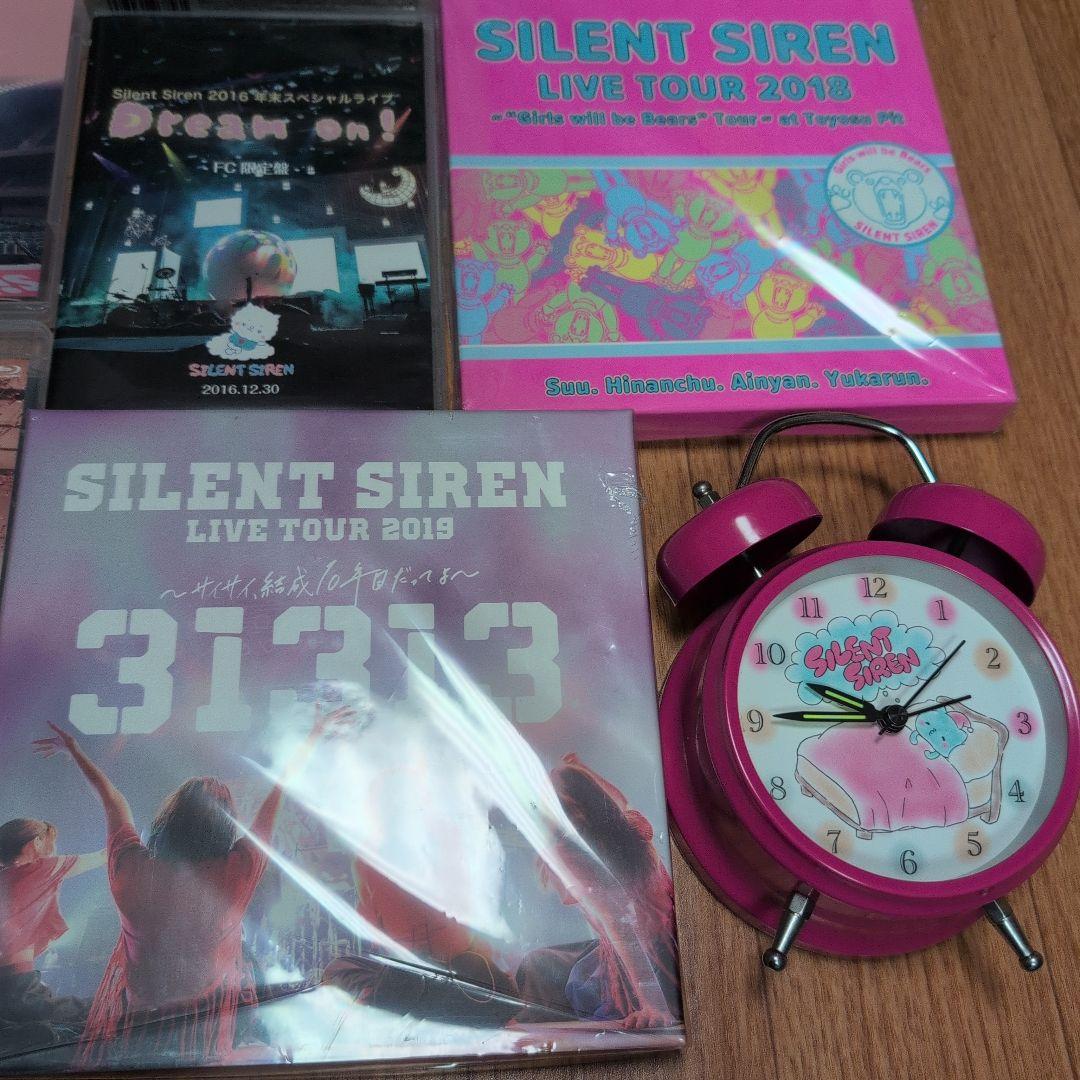 Silent Siren 2016 年末スペシャルライブ
Dream on!
- FC 限定盤 -
SILENT SIREN
2016.12.30
SILENT SIREN
LIVE TOUR 2018
~ "Girls will be Bears" Tour ~ at Toyosu Pit
Girls will be Bears
SILENT SIREN
Suu. Hinanchu. Ainyan. Yukarun.
SILENT SIREN
LIVE TOUR 2019
～サイサイ、結成10年目だってよ～
31313
SILENT
SIREN
12
1
2
3
4
5
6
7
8
9
10
11